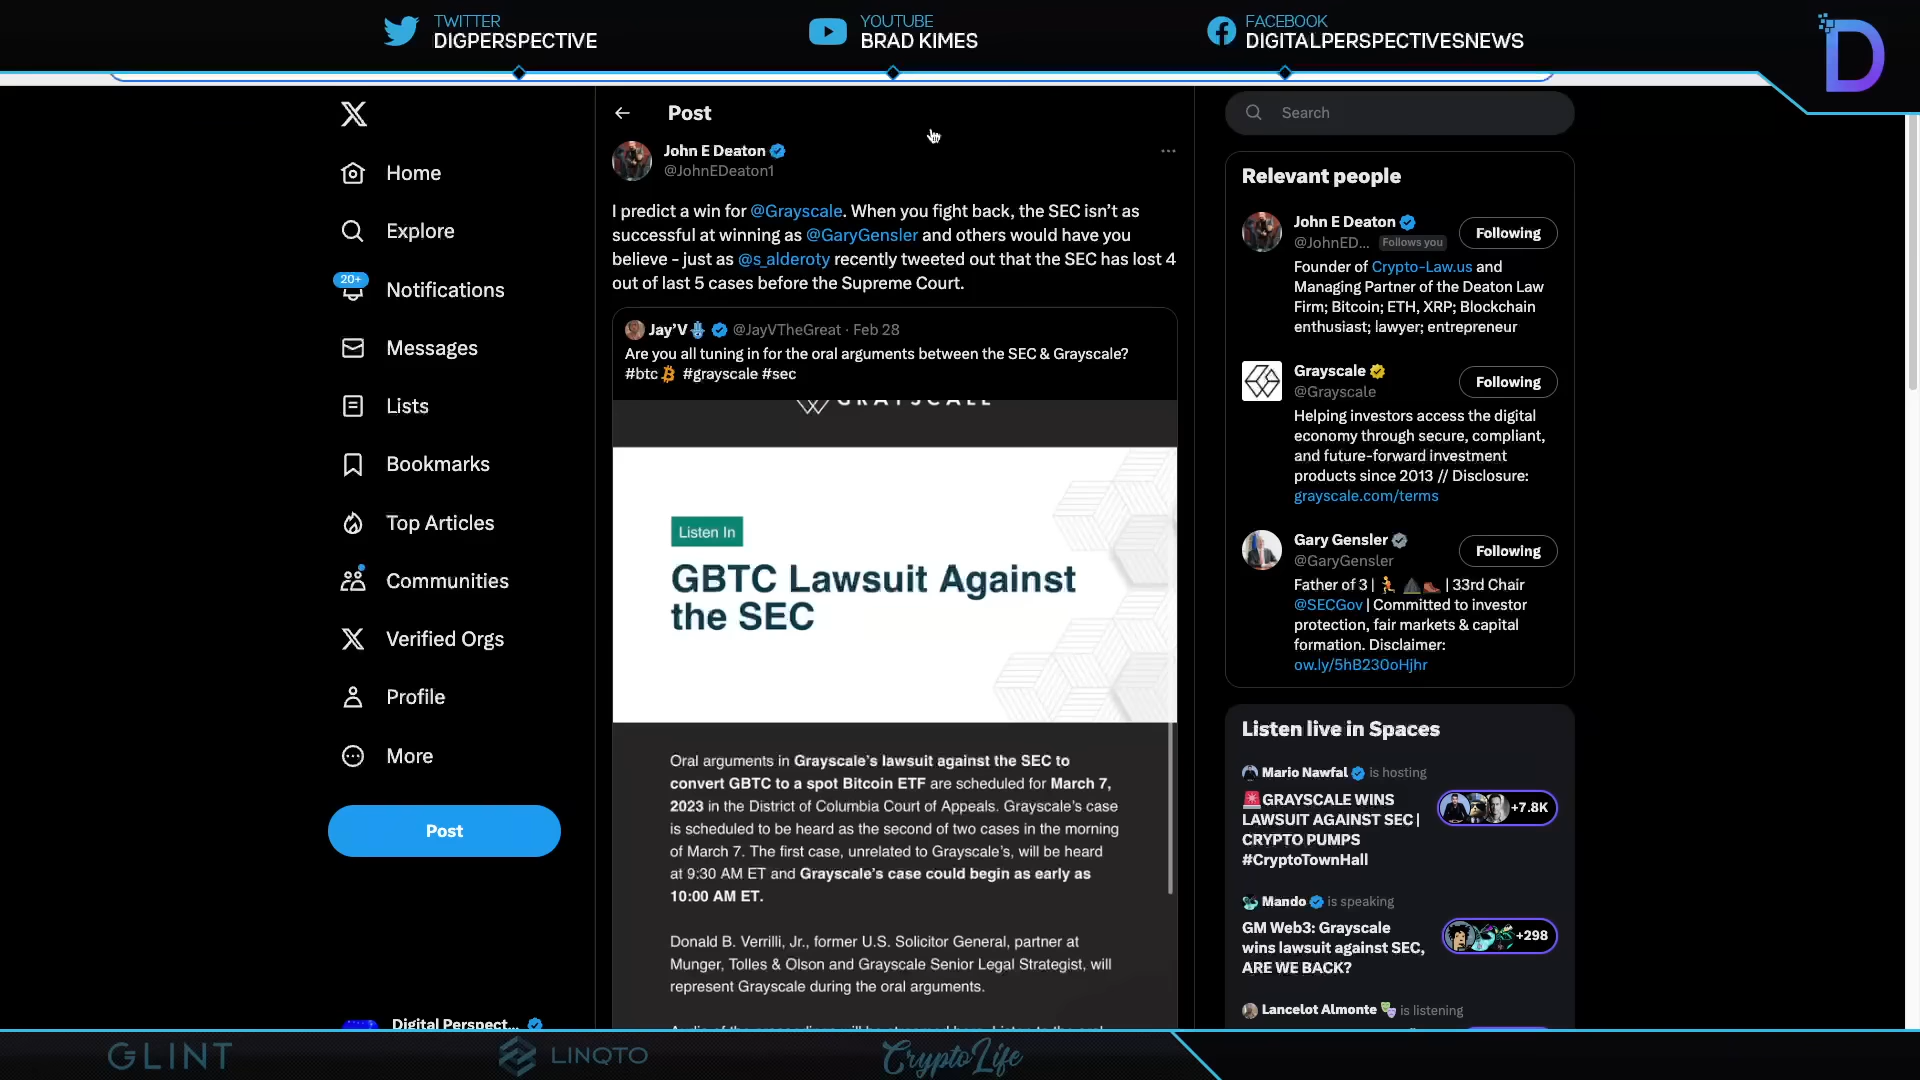 TWITTER
DIGPERSPECTIVE
YOUTUBE
BRAD KIMES
FACEBOOK
DIGITALPERSPECTIVESNEWS
D
Home
Explore
20+
Notifications
Messages
Lists
Bookmarks
Top Articles
Communities
Verified Orgs
Profile
More
Post
Digital Perspect...
Post
John E Deaton
@JohnEDeaton1
I predict a win for @Grayscale. When you fight back, the SEC isn’t as
successful at winning as @GaryGensler and others would have you
believe - just as @s_alderoty recently tweeted out that the SEC has lost 4
out of last 5 cases before the Supreme Court.
Jay’V @JayVTheGreat · Feb 28
Are you all tuning in for the oral arguments between the SEC & Grayscale?
#btc #grayscale #sec
GRAYSCALE
Listen In
GBTC Lawsuit Against
the SEC
Oral arguments in Grayscale’s lawsuit against the SEC to
convert GBTC to a spot Bitcoin ETF are scheduled for March 7,
2023 in the District of Columbia Court of Appeals. Grayscale’s case
is scheduled to be heard as the second of two cases in the morning
of March 7. The first case, unrelated to Grayscale’s, will be heard
at 9:30 AM ET and Grayscale’s case could begin as early as
10:00 AM ET.
Donald B. Verrilli, Jr., former U.S. Solicitor General, partner at
Munger, Tolles & Olson and Grayscale Senior Legal Strategist, will
represent Grayscale during the oral arguments.
Search
Relevant people
John E Deaton
@JohnED... Follows you
Following
Founder of Crypto-Law.us and
Managing Partner of the Deaton Law
Firm; Bitcoin; ETH, XRP; Blockchain
enthusiast; lawyer; entrepreneur
Grayscale
@Grayscale
Following
Helping investors access the digital
economy through secure, compliant,
and future-forward investment
products since 2013 // Disclosure:
grayscale.com/terms
Gary Gensler
@GaryGensler
Following
Father of 3 | | 33rd Chair
@SECGov | Committed to investor
protection, fair markets & capital
formation. Disclaimer:
ow.ly/5hB230oHjhr
Listen live in Spaces
Mario Nawfal is hosting
GRAYSCALE WINS
LAWSUIT AGAINST SEC |
CRYPTO PUMPS
#CryptoTownHall
+7.8K
Mando is speaking
GM Web3: Grayscale
wins lawsuit against SEC,
ARE WE BACK?
+298
Lancelot Almonte is listening
GLINT
LINQTO
CryptoLife